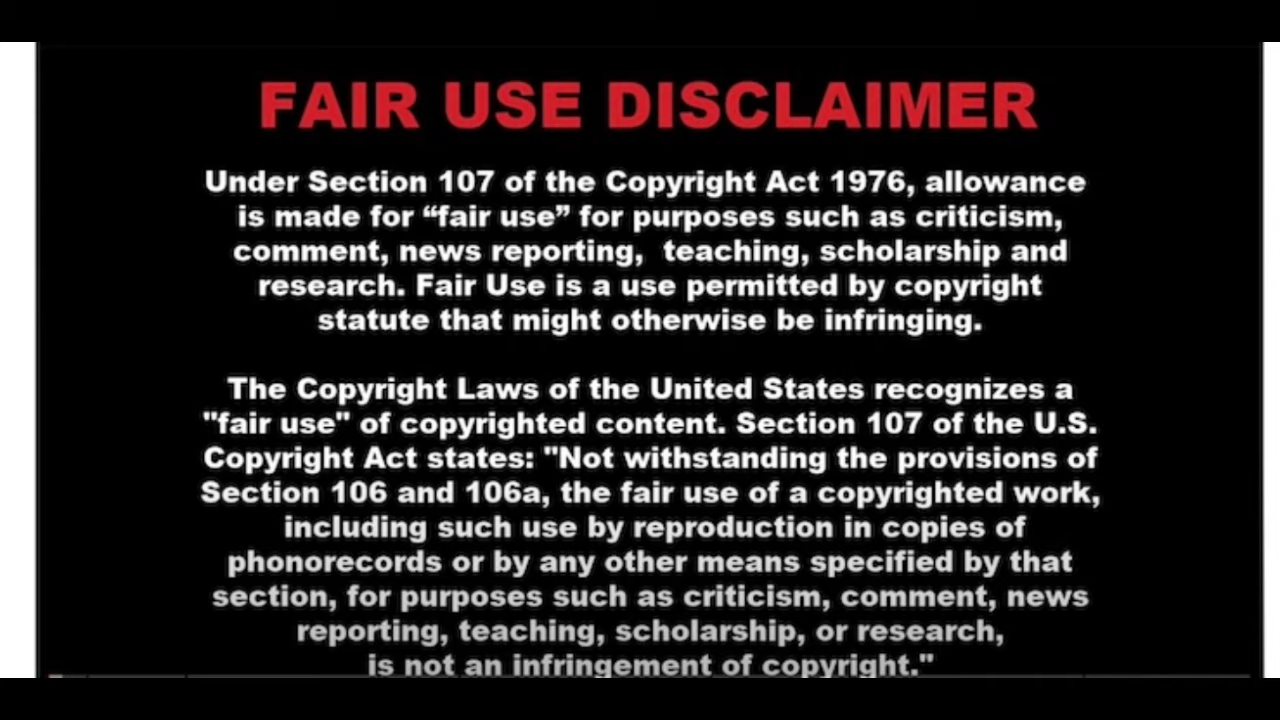 FAIR USE DISCLAIMER
Under Section 107 of the Copyright Act 1976, allowance
is made for “fair use” for purposes such as criticism,
comment, news reporting,  teaching, scholarship and
research. Fair Use is a use permitted by copyright
statute that might otherwise be infringing.
The Copyright Laws of the United States recognizes a
"fair use" of copyrighted content. Section 107 of the U.S.
Copyright Act states: "Not withstanding the provisions of
Section 106 and 106a, the fair use of a copyrighted work,
including such use by reproduction in copies of
phonorecords or by any other means specified by that
section, for purposes such as criticism, comment, news
reporting, teaching, scholarship, or research,
is not an infringement of copyright."